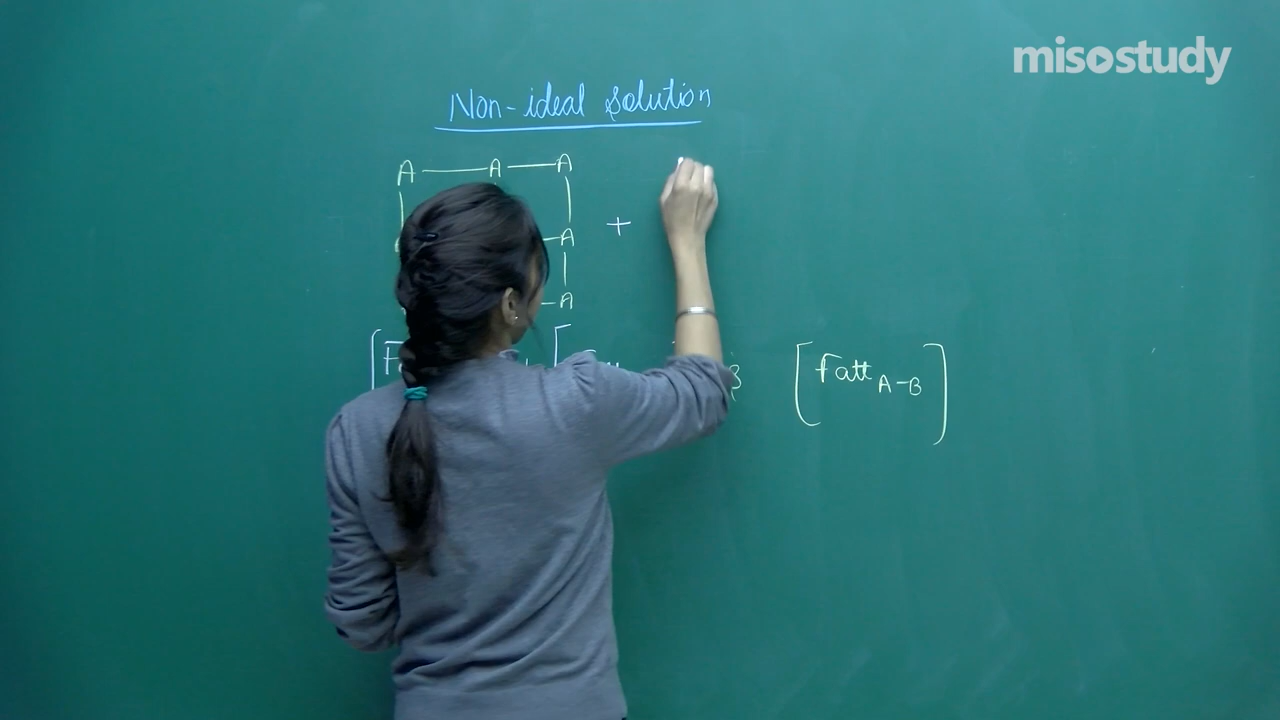 misostudy
Non-ideal Solution
A — A — A
+
— A
— A
[ [ B [ Fatt A-B ]